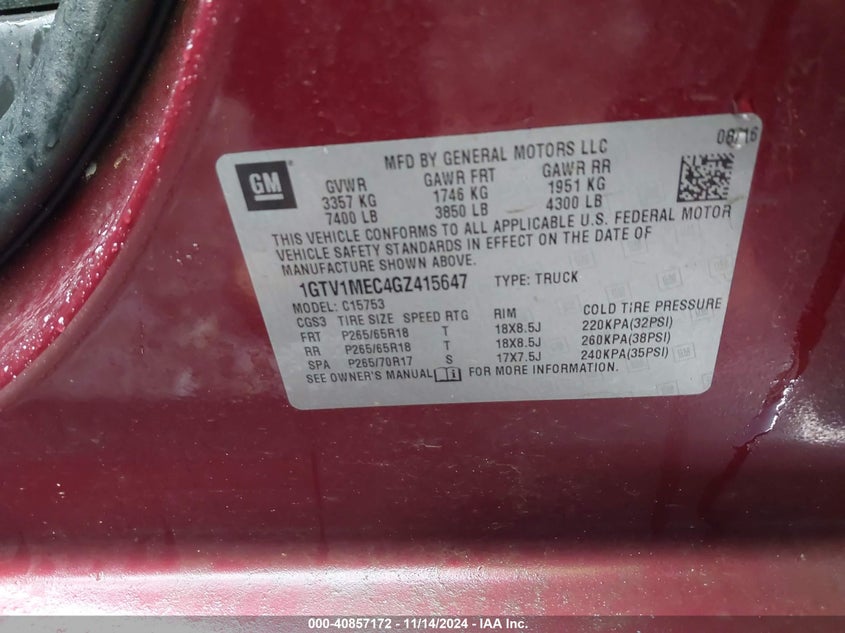 MFD BY GENERAL MOTORS LLC
08/16
GM
GVWR GAWR FRT GAWR RR
3357 KG 1746 KG 1951 KG
7400 LB 3850 LB 4300 LB
THIS VEHICLE CONFORMS TO ALL APPLICABLE U.S. FEDERAL MOTOR
VEHICLE SAFETY STANDARDS IN EFFECT ON THE DATE OF
MANUFACTURE SHOWN ABOVE.
1GTV1MEC4GZ415647 TYPE: TRUCK
MODEL: C15753
CGS3 TIRE SIZE SPEED RTG RIM COLD TIRE PRESSURE
FRT P265/65R18 T 18X8.5J 220KPA(32PSI)
RR P265/65R18 T 18X8.5J 260KPA(38PSI)
SPA P265/70R17 S 17X7.5J 240KPA(35PSI)
SEE OWNER'S MANUAL FOR MORE INFORMATION.
000-40857172 - 11/14/2024 - IAA Inc.